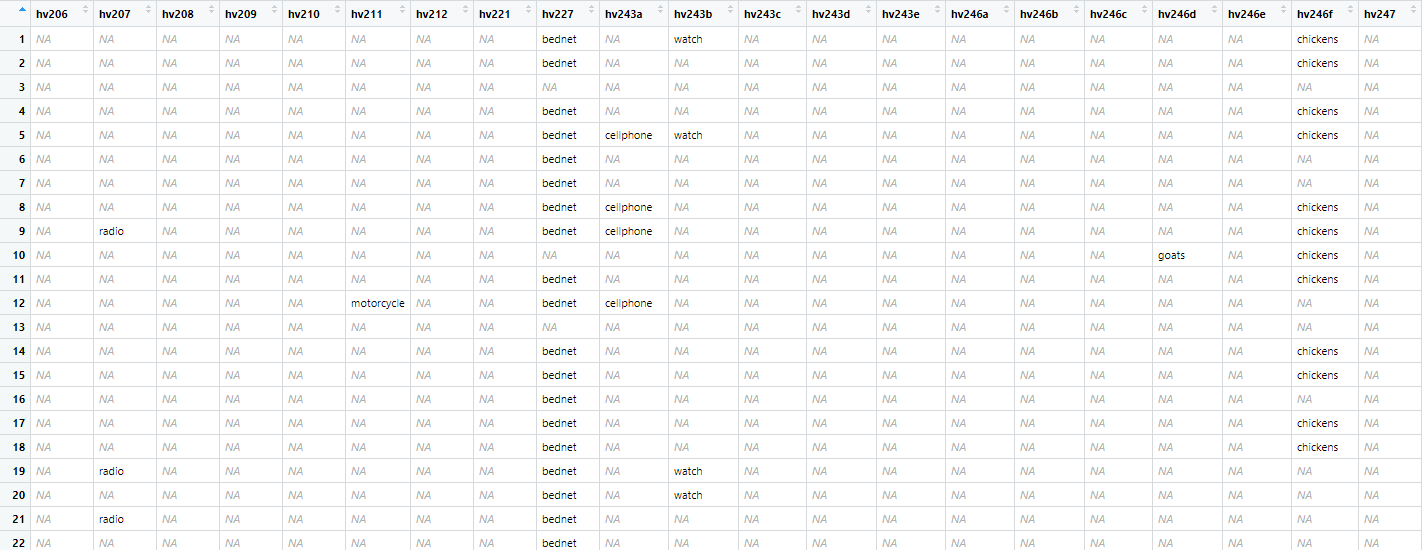 hv206 hv207 hv208 hv209 hv210 hv211 hv212 hv221 hv227 hv243a hv243b hv243c hv243d hv243e hv246a hv246b hv246c hv246d hv246e hv246f hv247
1 NA NA NA NA NA NA NA NA bednet NA watch NA NA NA NA NA NA NA NA chickens NA
2 NA NA NA NA NA NA NA NA bednet NA NA NA NA NA NA NA NA NA NA chickens NA
3 NA NA NA NA NA NA NA NA NA NA NA NA NA NA NA NA NA NA NA NA NA
4 NA NA NA NA NA NA NA NA bednet NA NA NA NA NA NA NA NA NA NA chickens NA
5 NA NA NA NA NA NA NA NA bednet cellphone watch NA NA NA NA NA NA NA NA chickens NA
6 NA NA NA NA NA NA NA NA bednet NA NA NA NA NA NA NA NA NA NA NA NA
7 NA NA NA NA NA NA NA NA bednet NA NA NA NA NA NA NA NA NA NA NA NA
8 NA NA NA NA NA NA NA NA bednet cellphone NA NA NA NA NA NA NA NA NA chickens NA
9 NA radio NA NA NA NA NA NA bednet cellphone NA NA NA NA NA NA NA NA NA chickens NA
10 NA NA NA NA NA NA NA NA NA NA NA NA NA NA NA NA NA goats NA chickens NA
11 NA NA NA NA NA NA NA NA bednet NA NA NA NA NA NA NA NA NA NA chickens NA
12 NA NA NA NA NA motorcycle NA NA bednet cellphone NA NA NA NA NA NA NA NA NA NA NA
13 NA NA NA NA NA NA NA NA NA NA NA NA NA NA NA NA NA NA NA NA NA
14 NA NA NA NA NA NA NA NA bednet NA NA NA NA NA NA NA NA NA NA chickens NA
15 NA NA NA NA NA NA NA NA bednet NA NA NA NA NA NA NA NA NA NA chickens NA
16 NA NA NA NA NA NA NA NA bednet NA NA NA NA NA NA NA NA NA NA NA NA
17 NA NA NA NA NA NA NA NA bednet NA NA NA NA NA NA NA NA NA NA chickens NA
18 NA NA NA NA NA NA NA NA bednet NA NA NA NA NA NA NA NA NA NA chickens NA
19 NA radio NA NA NA NA NA NA bednet NA watch NA NA NA NA NA NA NA NA NA NA
20 NA NA NA NA NA NA NA NA bednet NA watch NA NA NA NA NA NA NA NA NA NA
21 NA radio NA NA NA NA NA NA bednet NA NA NA NA NA NA NA NA NA NA NA NA
22 NA NA NA NA NA NA NA NA bednet NA NA NA NA NA NA NA NA NA NA NA NA